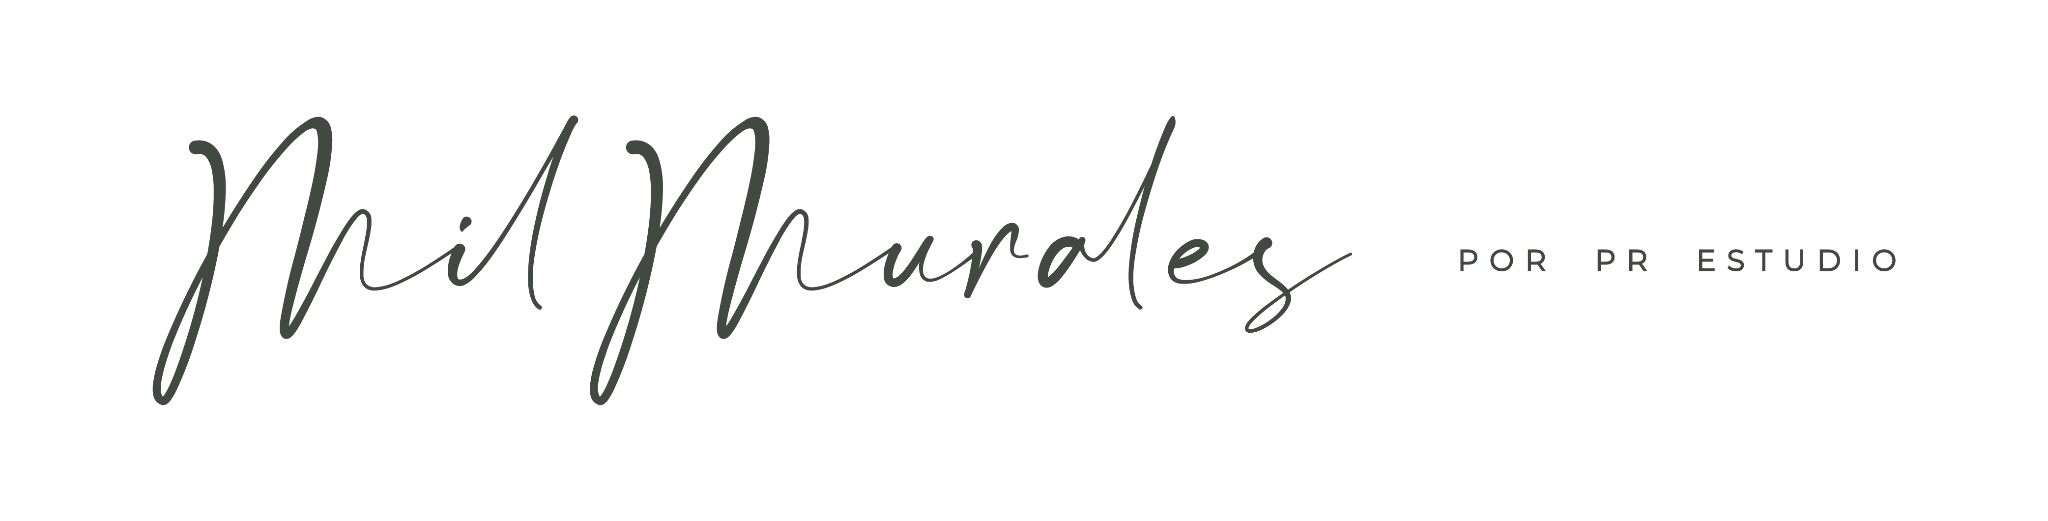 Mil Murales POR PR ESTUDIO